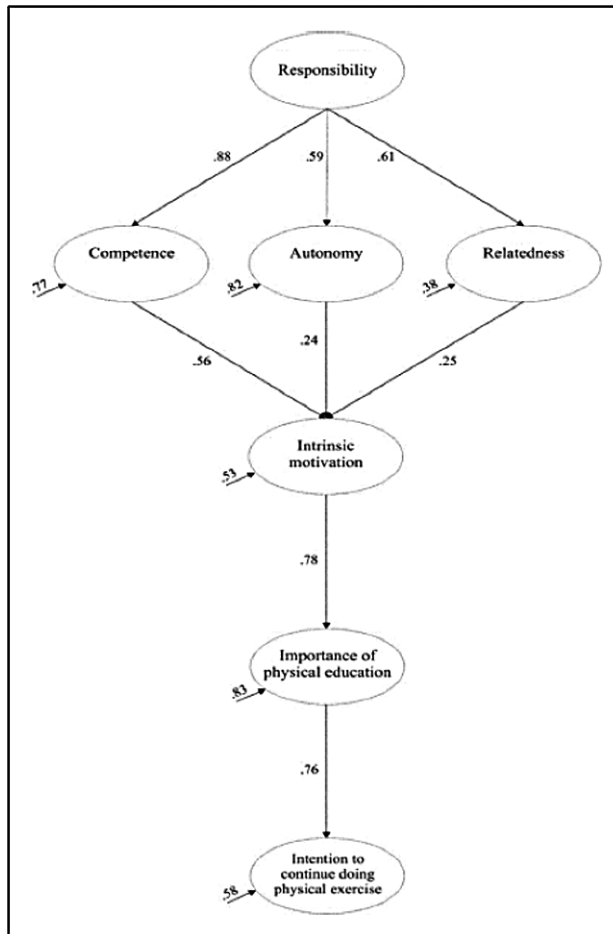 Responsibility
.88
.59
.61
Competence
Autonomy
Relatedness
.77
.82
.38
.56
.24
.25
Intrinsic
motivation
.53
.78
Importance of
physical education
.83
.76
Intention to
continue doing
physical exercise
.58